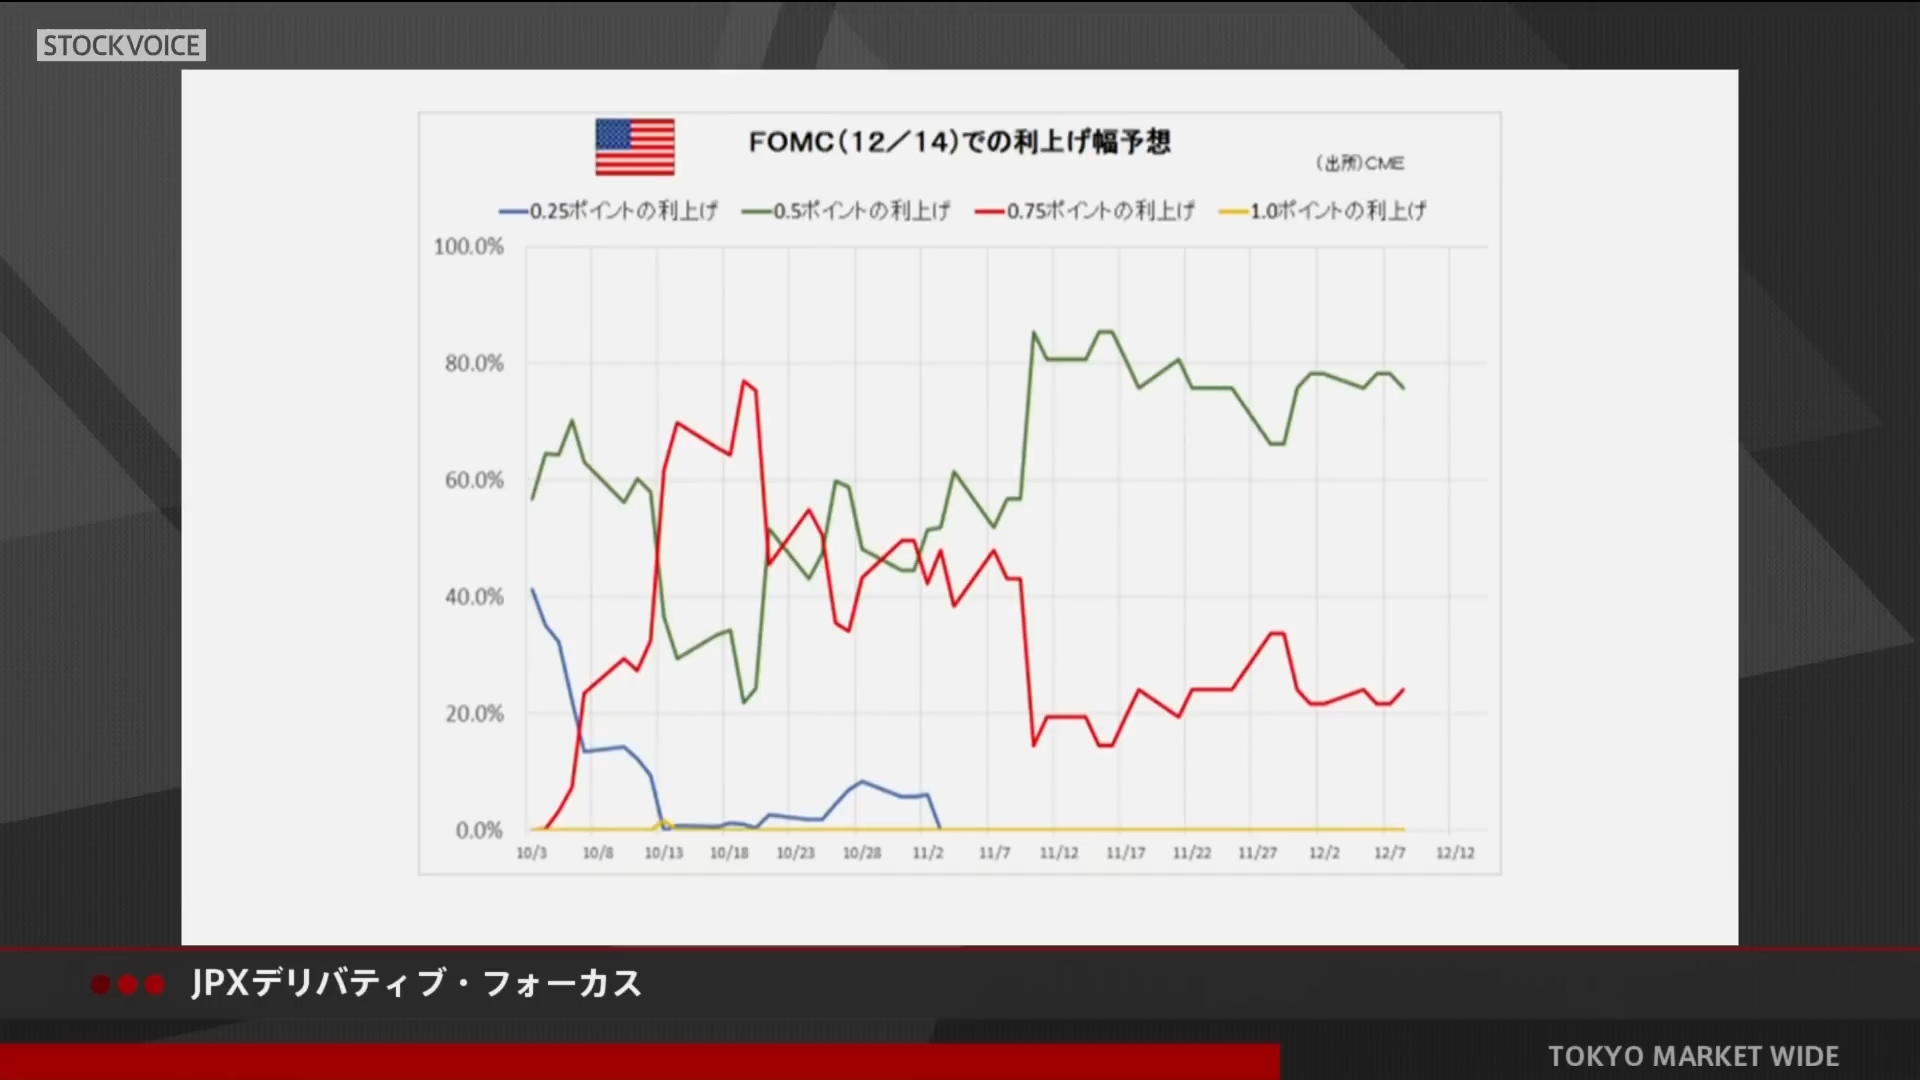 STOCKVOICE
FOMC(12/14)での利上げ幅予想
(出所)CME
0.25ポイントの利上げ 0.5ポイントの利上げ 0.75ポイントの利上げ 1.0ポイントの利上げ
100.0%
80.0%
60.0%
40.0%
20.0%
0.0%
10/3 10/8 10/13 10/18 10/23 10/28 11/2 11/7 11/12 11/17 11/22 11/27 12/2 12/7 12/12
JPXデリバティブ・フォーカス
TOKYO MARKET WIDE